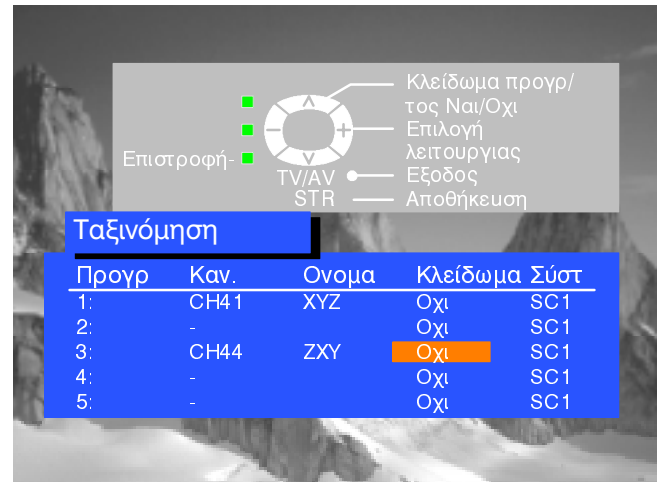 Κλείδωμα προγρ/
τος Ναι/Οχι
Επιλογή
λειτουργιας
Επιστροφή-
TV/AV Εξοδος
STR Αποθήκευση
Ταξινόμηση
Προγρ Καν. Ονομα Κλείδωμα Σύστ
1: CH41 XYZ Οχι SC1
2: - Οχι SC1
3: CH44 ZXY Οχι SC1
4: - Οχι SC1
5: - Οχι SC1